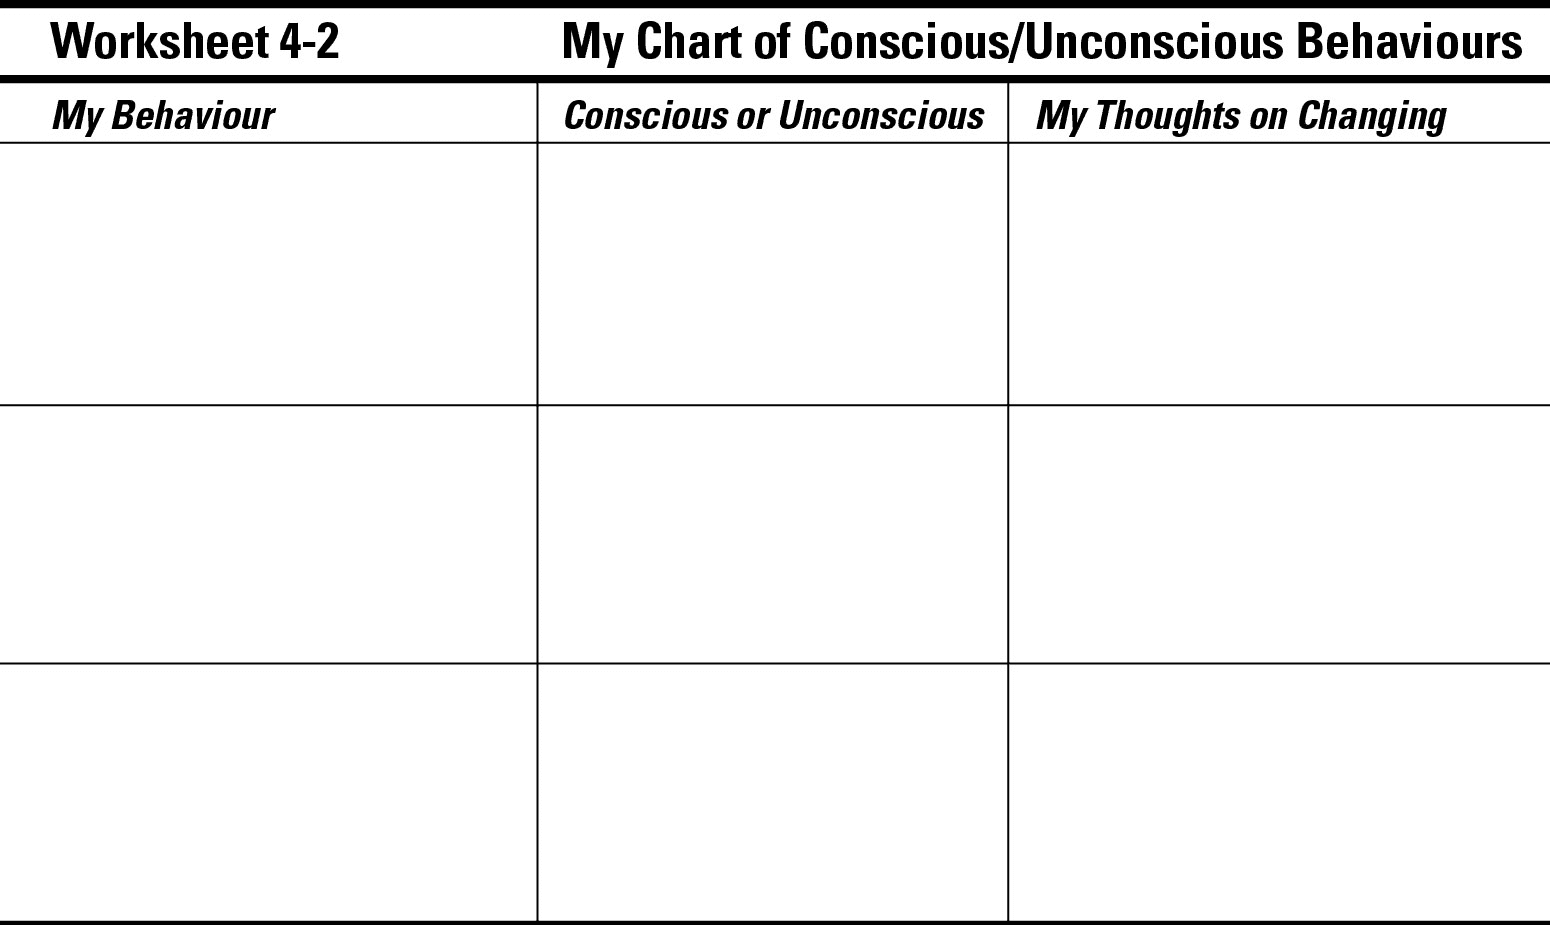 Worksheet 4-2 My Chart of Conscious/Unconscious Behaviours
My Behaviour Conscious or Unconscious My Thoughts on Changing